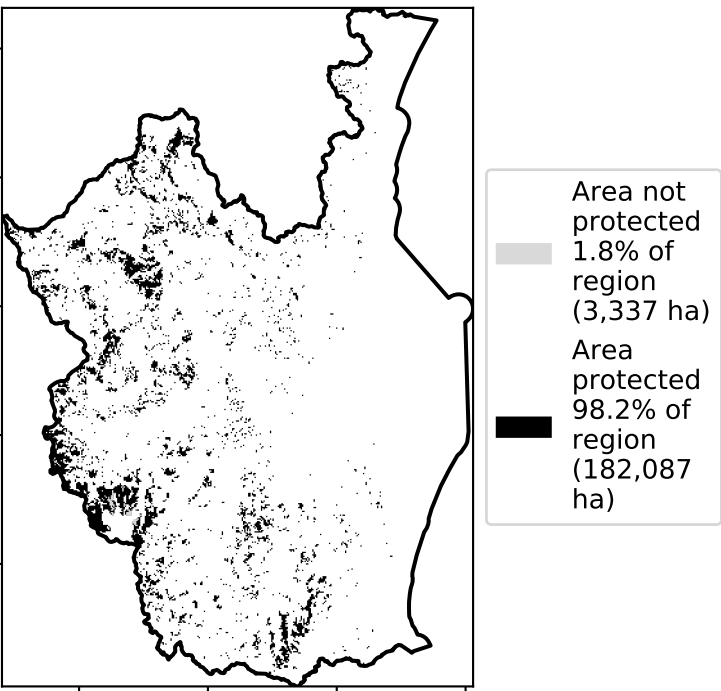 Area not
protected
1.8% of
region
(3,337 ha)
Area
protected
98.2% of
region
(182,087
ha)